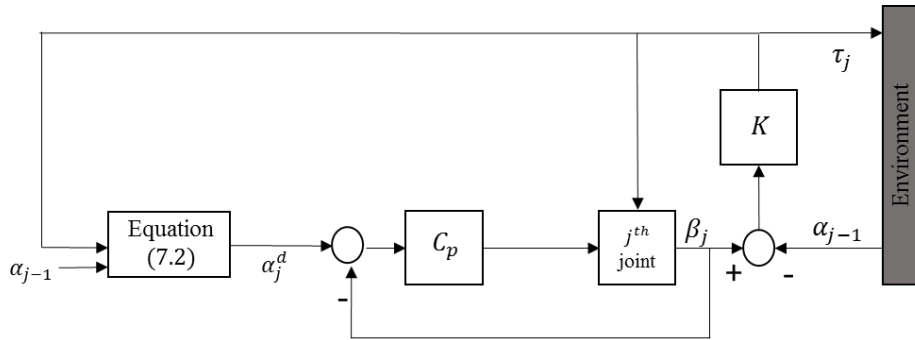 τ_j
Environment
K
Equation
(7.2)
C_p
j^th
joint
β_j
α_{j-1}
α_j^d
α_{j-1}
+
-
-